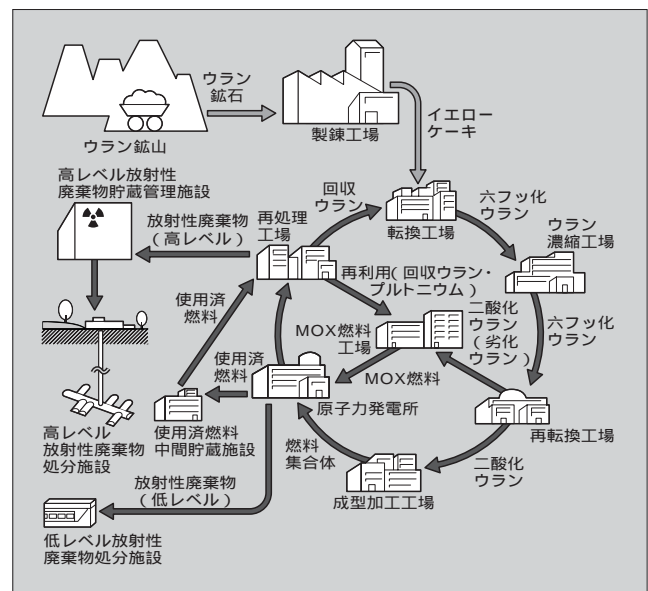 ウラン
鉱石
ウラン鉱山
製錬工場
イエロー
ケーキ
高レベル放射性
廃棄物貯蔵管理施設
放射性廃棄物
(高レベル)
再処理
工場
回収
ウラン
転換工場
六フッ化
ウラン
ウラン
濃縮工場
再利用(回収ウラン・
プルトニウム)
使用済
燃料
MOX燃料
工場
二酸化
ウラン
(劣化
ウラン)
六フッ化
ウラン
使用済
燃料
MOX燃料
原子力発電所
再転換工場
高レベル
放射性廃棄物
処分施設
使用済燃料
中間貯蔵施設
燃料
集合体
二酸化
ウラン
成型加工工場
放射性廃棄物
(低レベル)
低レベル放射性
廃棄物処分施設